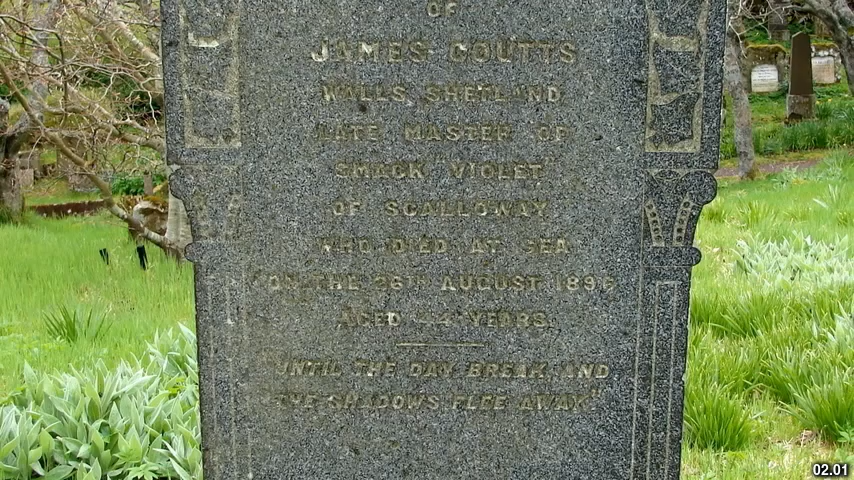 OF
JAMES COUTTS
WALLS, SHETLAND
LATE MASTER OF
SMACK "VIOLET"
OF SCALLOWAY
WHO DIED AT SEA
ON THE 26TH AUGUST 1896
AGED 44 YEARS.
"UNTIL THE DAY BREAK, AND
THE SHADOWS FLEE AWAY."
02.01